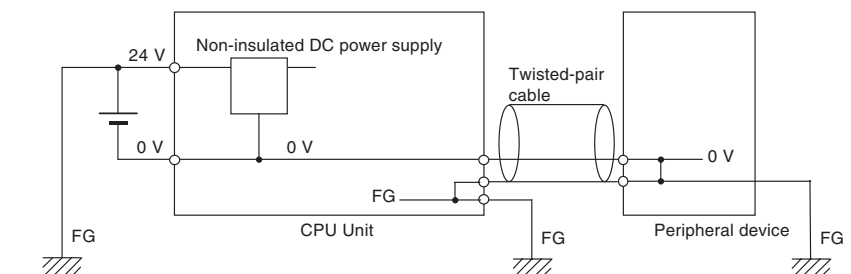 Non-insulated DC power supply
24 V
Twisted-pair
cable
0 V
0 V
0 V
FG
CPU Unit
Peripheral device
FG
FG
FG